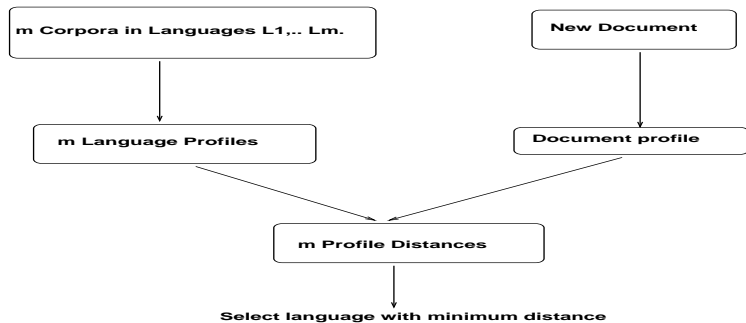 m Corpora in Languages L1,.. Lm.
New Document
m Language Profiles
Document profile
m Profile Distances
Select language with minimum distance